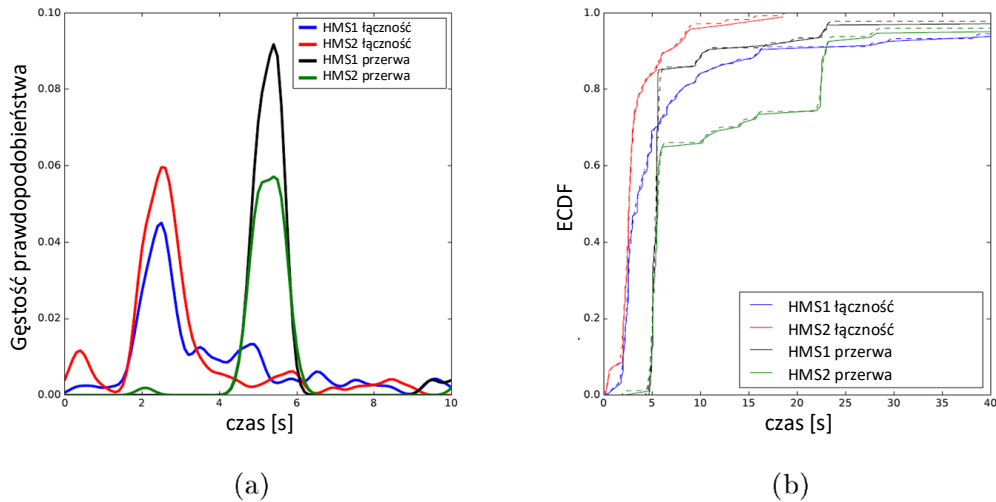 HMS1 łączność
HMS2 łączność
HMS1 przerwa
HMS2 przerwa
Gęstość prawdopodobieństwa
0.10
0.08
0.06
0.04
0.02
0.00
0 2 4 6 8 10
czas [s]
(a)
ECDF
1.0
0.8
0.6
0.4
0.2
0.0
HMS1 łączność
HMS2 łączność
HMS1 przerwa
HMS2 przerwa
0 5 10 15 20 25 30 35 40
czas [s]
(b)